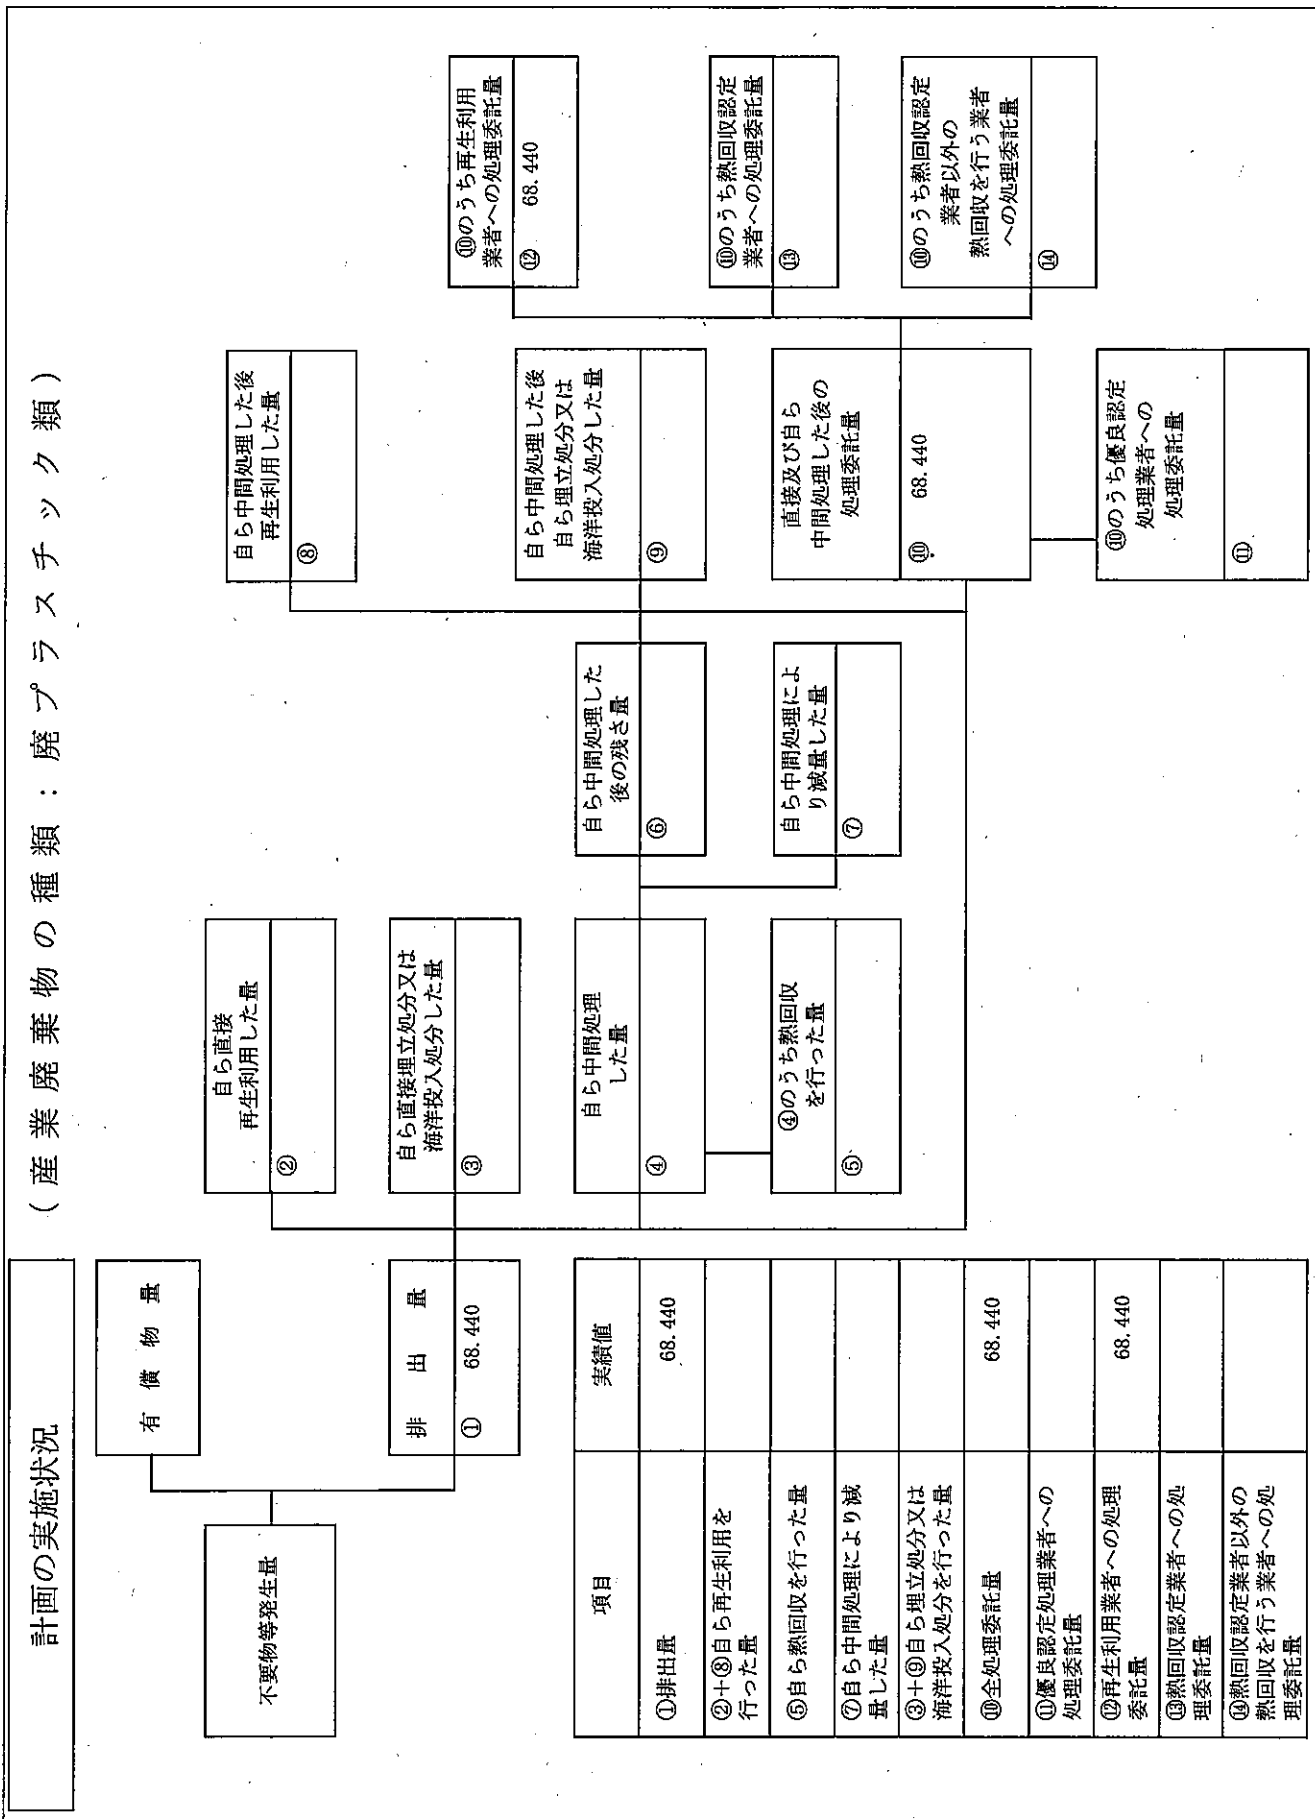 計画の実施状況
(産業廃棄物の種類：廃プラスチック類)
不要物等発生量
有償物量
排出量
① 68.440
自ら直接
再生利用した量
②
自ら直接埋立処分又は
海洋投入処分した量
③
自ら中間処理
した量
④
④のうち熱回収
を行った量
⑤
自ら中間処理した
後の残さ量
⑥
自ら中間処理によ
り減量した量
⑦
自ら中間処理した後
再生利用した量
⑧
自ら中間処理した後
自ら埋立処分又は
海洋投入処分した量
⑨
直接及び自ら
中間処理した後の
処理委託量
⑩ 68.440
⑩のうち優良認定
処理業者への
処理委託量
⑪
⑩のうち再生利用
業者への処理委託量
⑫ 68.440
⑩のうち熱回収認定
業者への処理委託量
⑬
⑩のうち熱回収認定
業者以外の
熱回収を行う業者
への処理委託量
⑭
項目 実績値
①排出量 68.440
②+⑧自ら再生利用を
行った量
⑤自ら熱回収を行った量
⑦自ら中間処理により減
量した量
③+⑨自ら埋立処分又は
海洋投入処分を行った量
⑩全処理委託量 68.440
⑪優良認定処理業者への
処理委託量
⑫再生利用業者への処理
委託量 68.440
⑬熱回収認定業者への処
理委託量
⑭熱回収認定業者以外の
熱回収を行う業者への処
理委託量